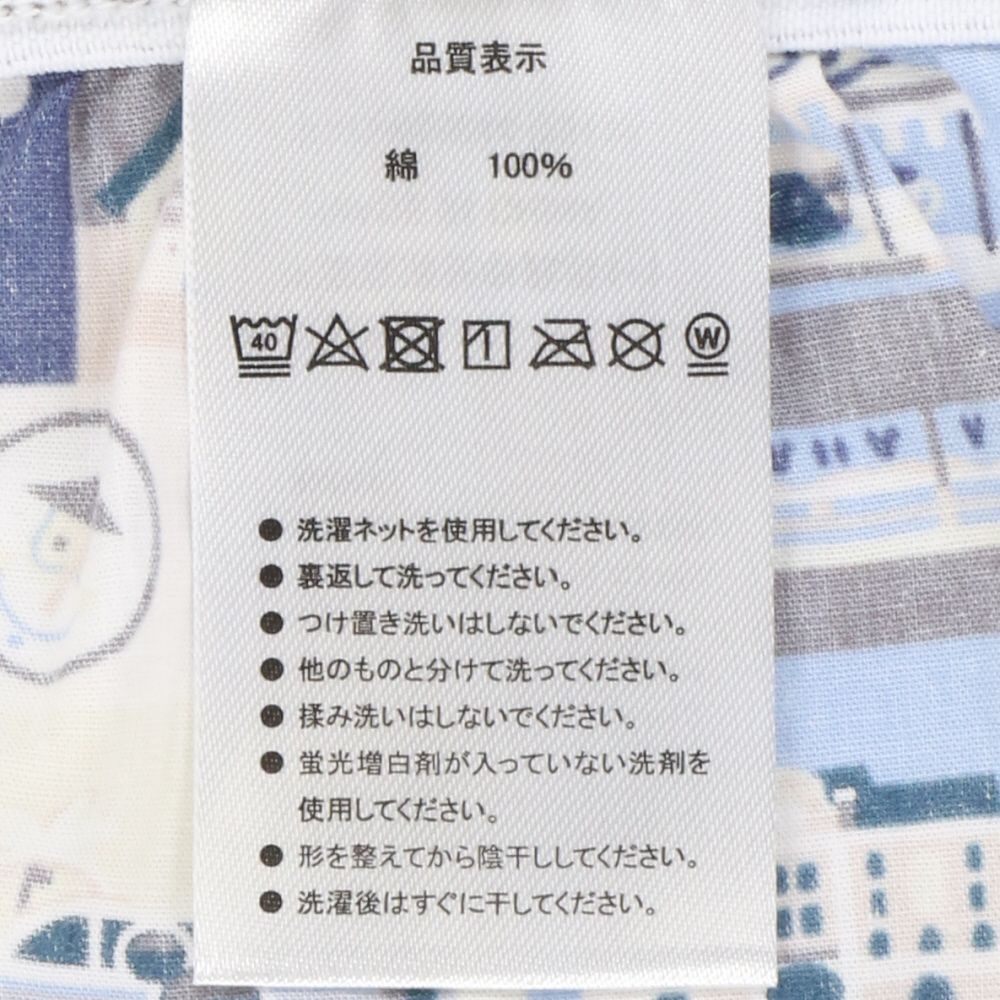 品質表示
綿 100%
40 W
● 洗濯ネットを使用してください。
● 裏返して洗ってください。
● つけ置き洗いはしないでください。
● 他のものと分けて洗ってください。
● 揉み洗いはしないでください。
● 蛍光増白剤が入っていない洗剤を
使用してください。
● 形を整えてから陰干ししてください。
● 洗濯後はすぐに干してください。